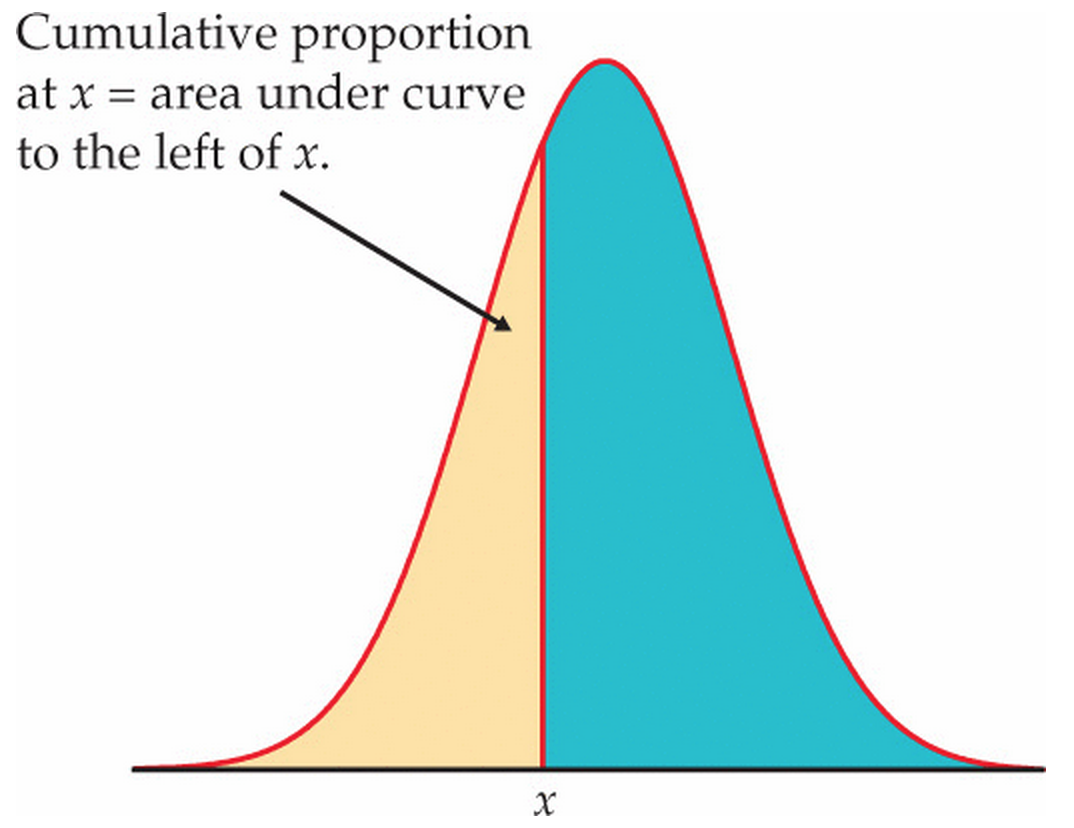 Cumulative proportion
at x = area under curve
to the left of x.
x